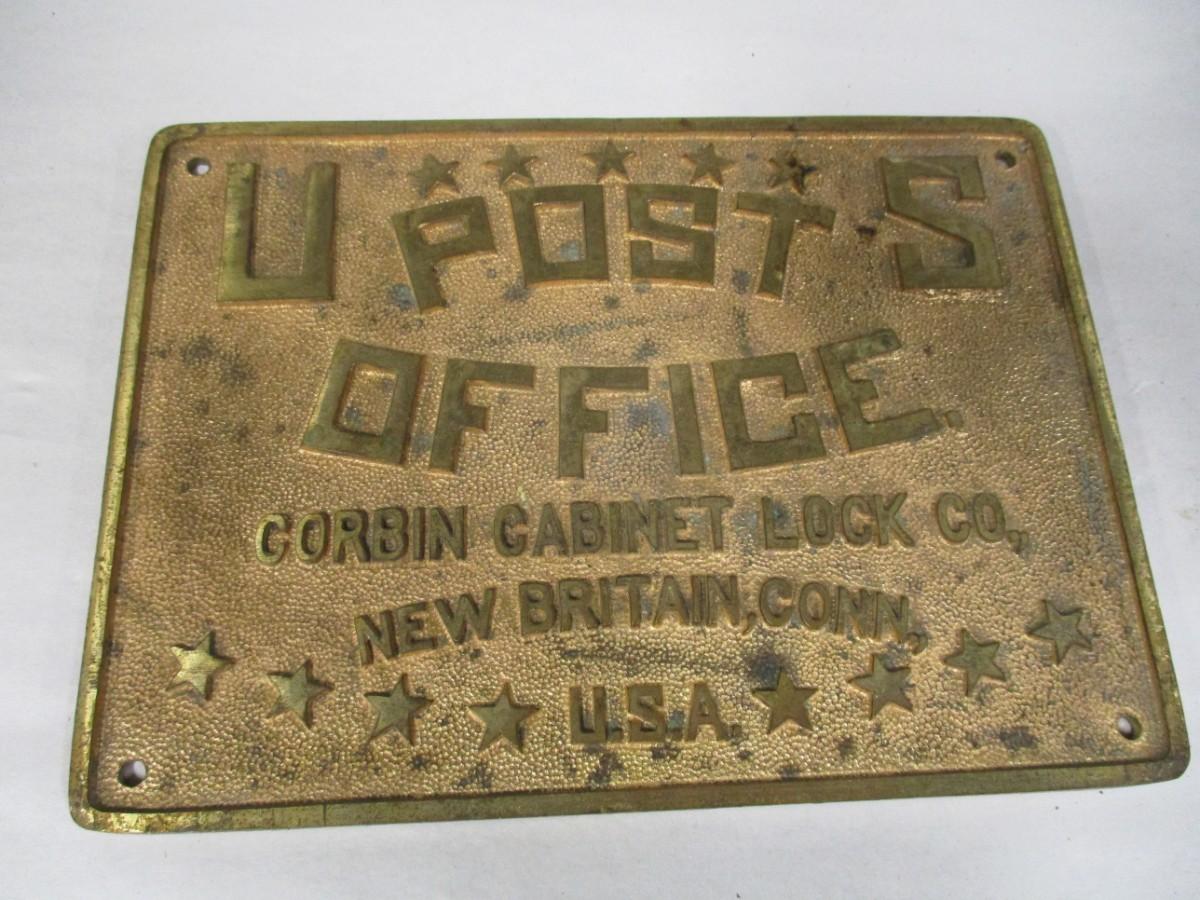 U POST S
OFFICE.
CORBIN CABINET LOCK CO.,
NEW BRITAIN, CONN.,
U.S.A.